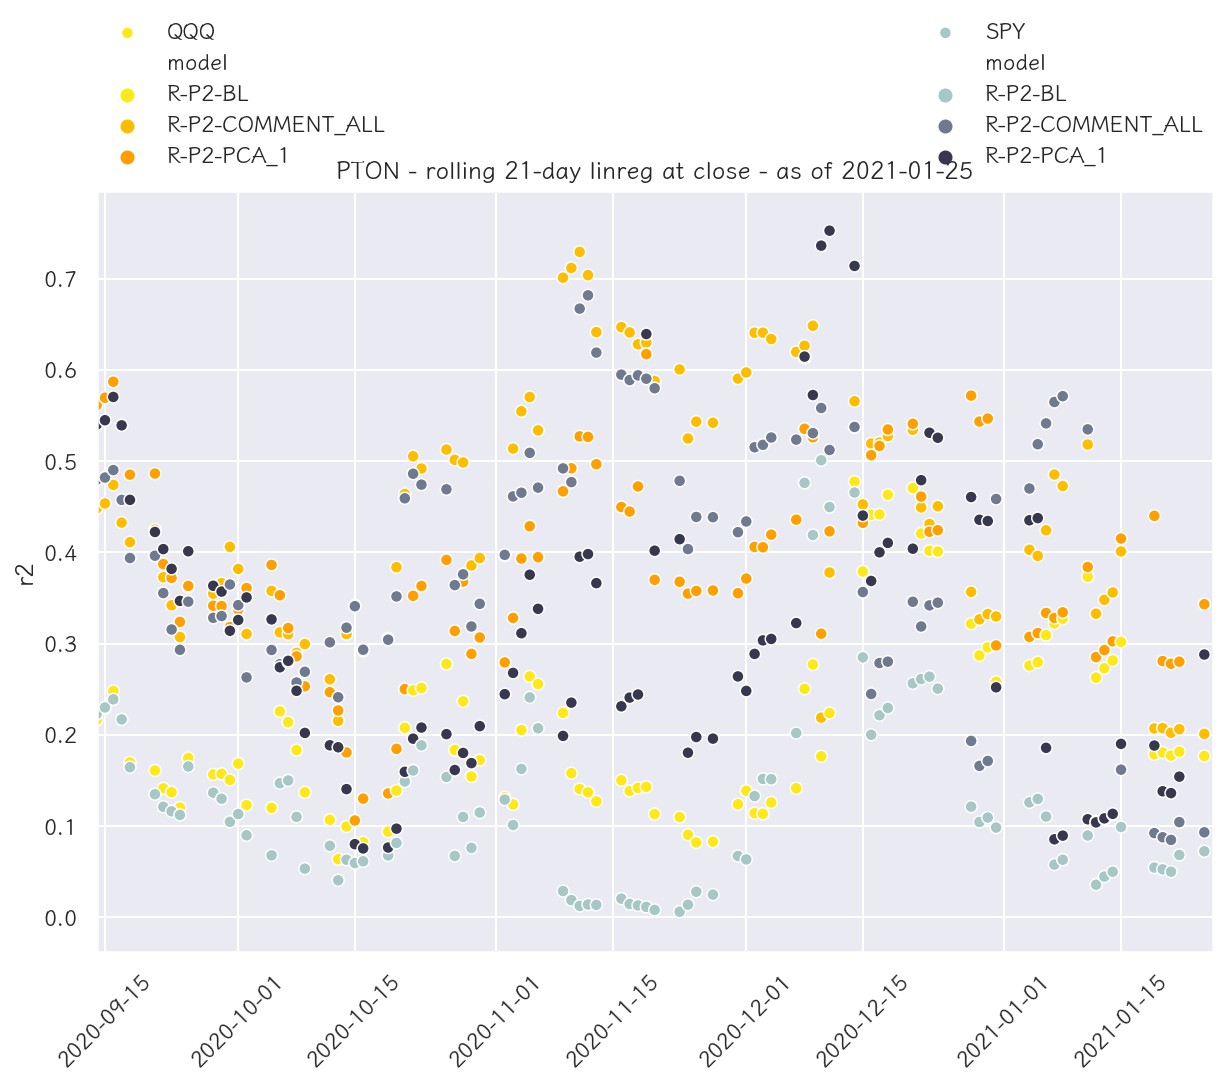 QQQ
model
R-P2-BL
R-P2-COMMENT_ALL
R-P2-PCA_1
SPY
model
R-P2-BL
R-P2-COMMENT_ALL
R-P2-PCA_1
PTON - rolling 21-day linreg at close - as of 2021-01-25
r2
0.7
0.6
0.5
0.4
0.3
0.2
0.1
0.0
2020-09-15
2020-10-01
2020-10-15
2020-11-01
2020-11-15
2020-12-01
2020-12-15
2021-01-01
2021-01-15